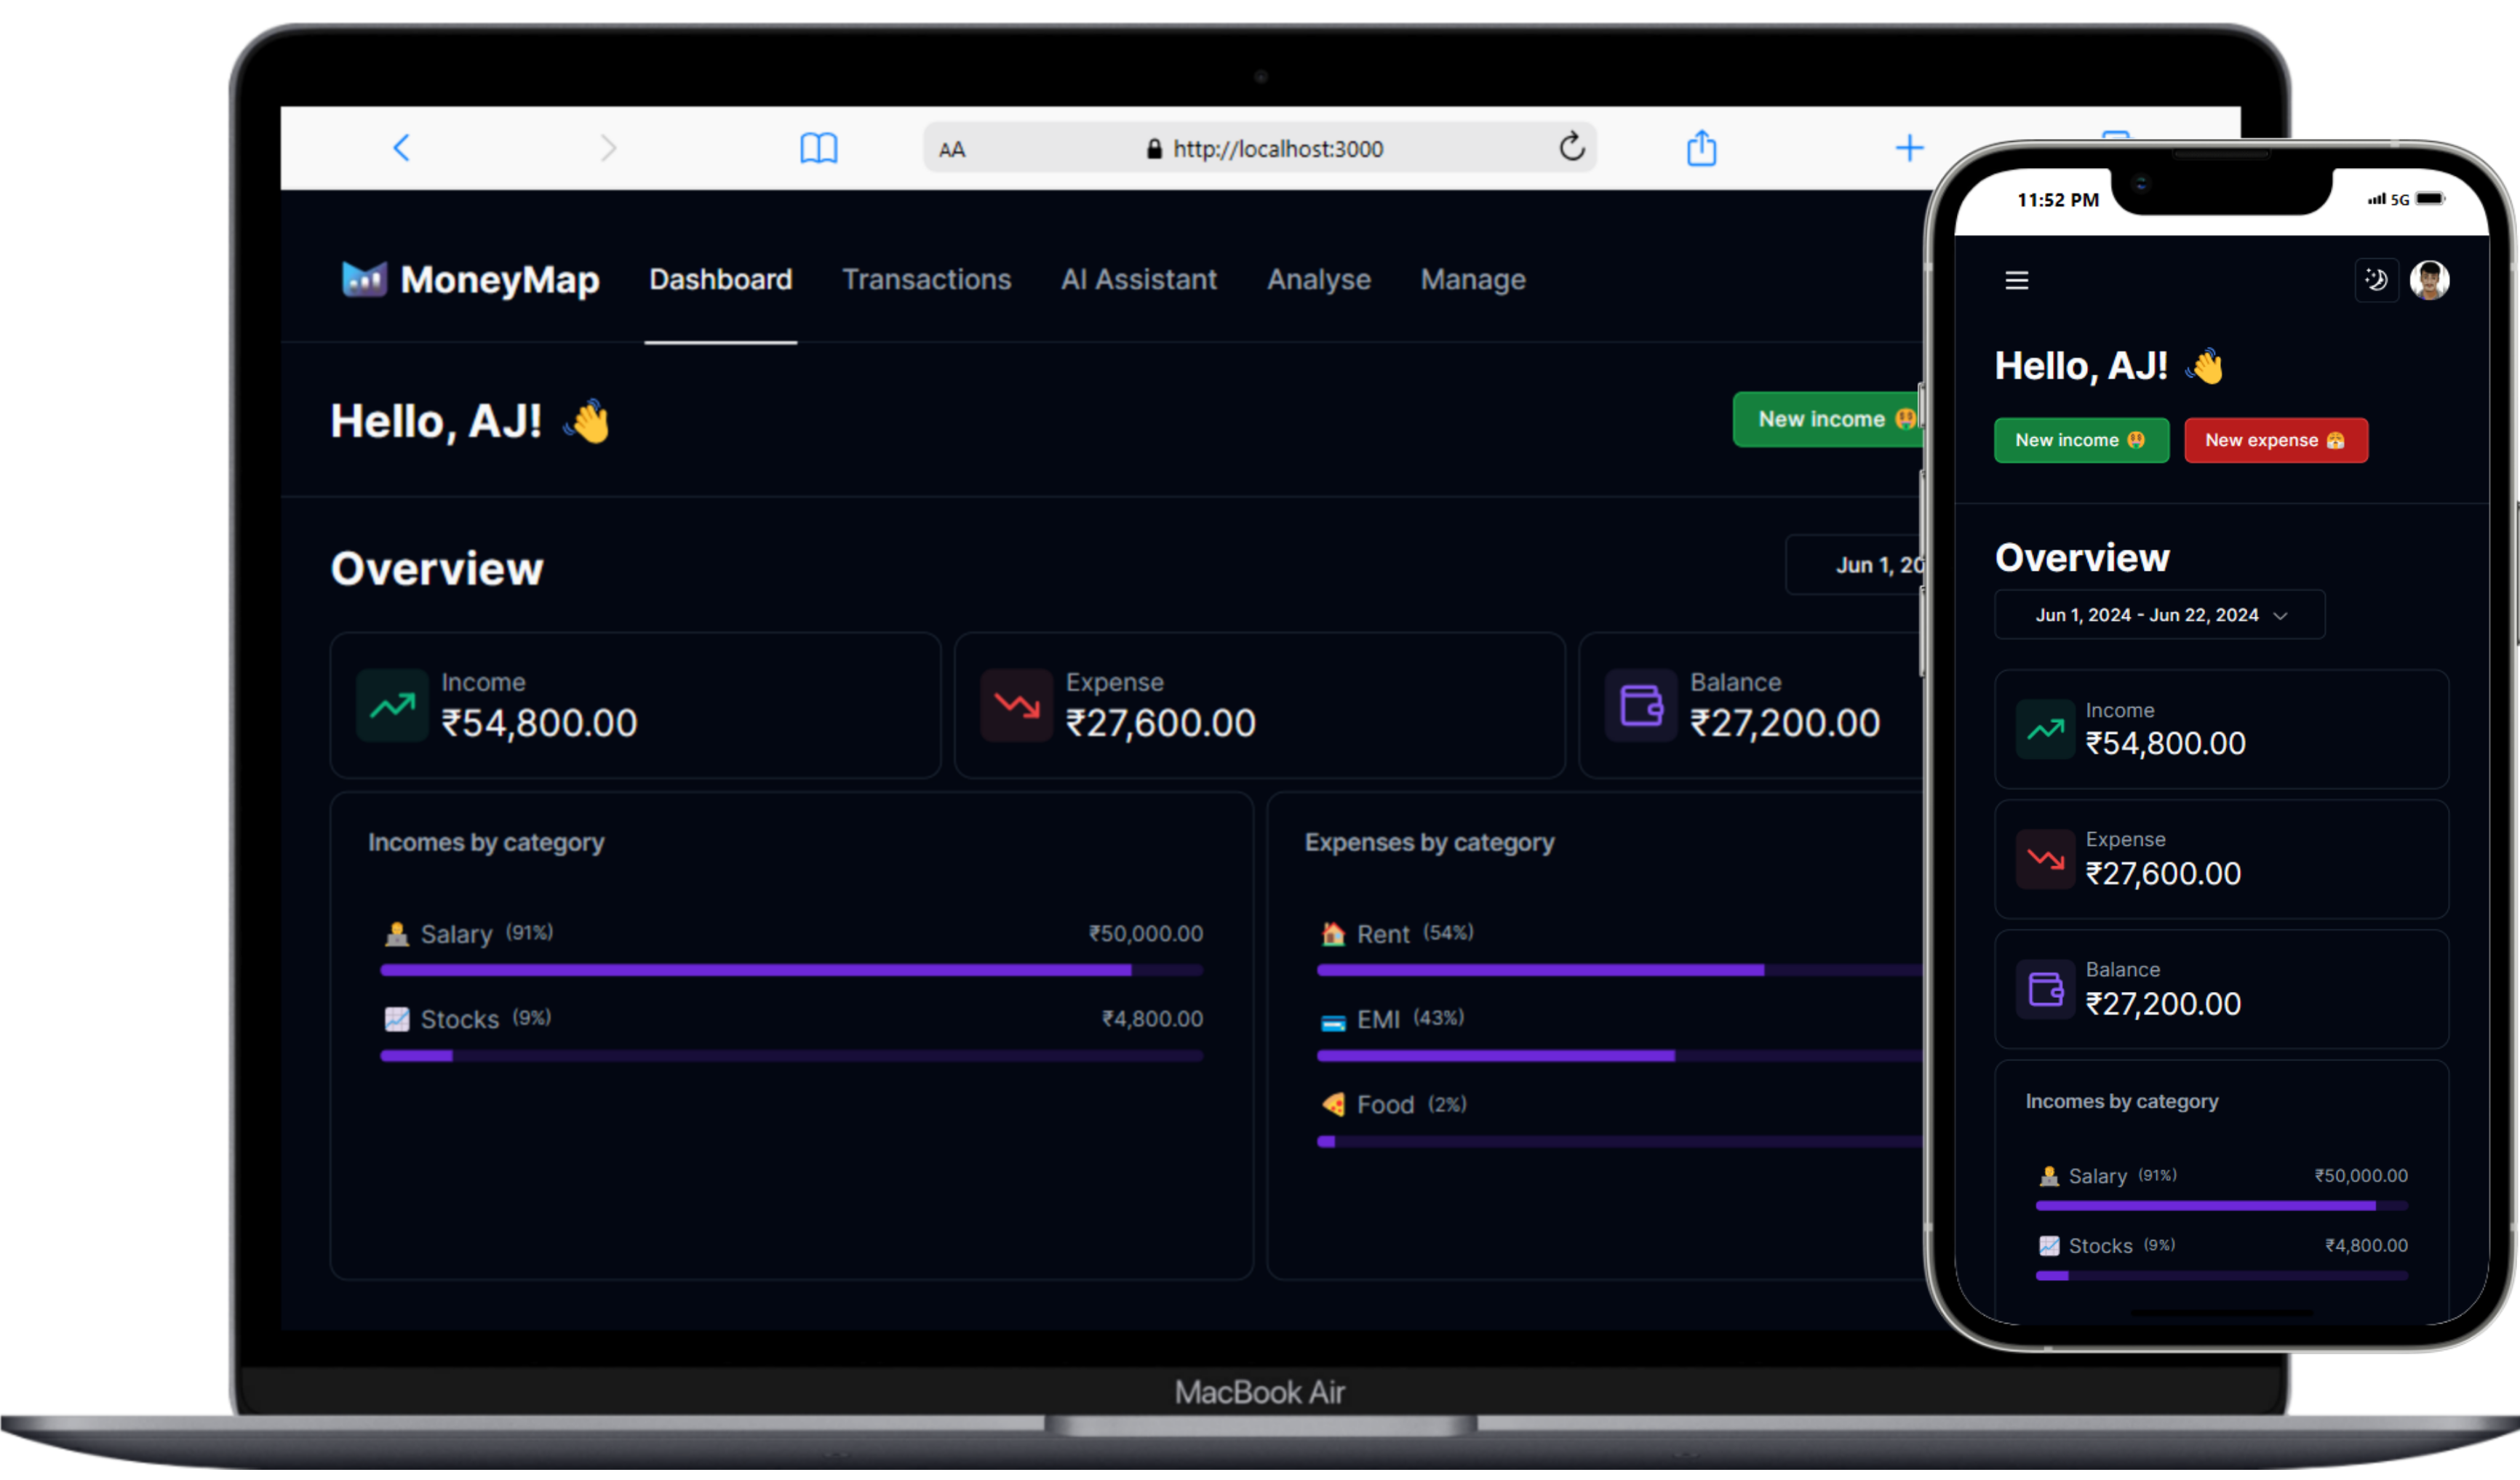 AA http://localhost:3000
MoneyMap Dashboard Transactions AI Assistant Analyse Manage
Hello, AJ! 👋
New income 🤑
Overview
Jun 1, 20
Income
₹54,800.00
Expense
₹27,600.00
Balance
₹27,200.00
Incomes by category
Salary (91%) ₹50,000.00
Stocks (9%) ₹4,800.00
Expenses by category
Rent (54%)
EMI (43%)
Food (2%)
MacBook Air
11:52 PM 5G
Hello, AJ! 👋
New income 🤑 New expense 😤
Overview
Jun 1, 2024 - Jun 22, 2024
Income
₹54,800.00
Expense
₹27,600.00
Balance
₹27,200.00
Incomes by category
Salary (91%) ₹50,000.00
Stocks (9%) ₹4,800.00